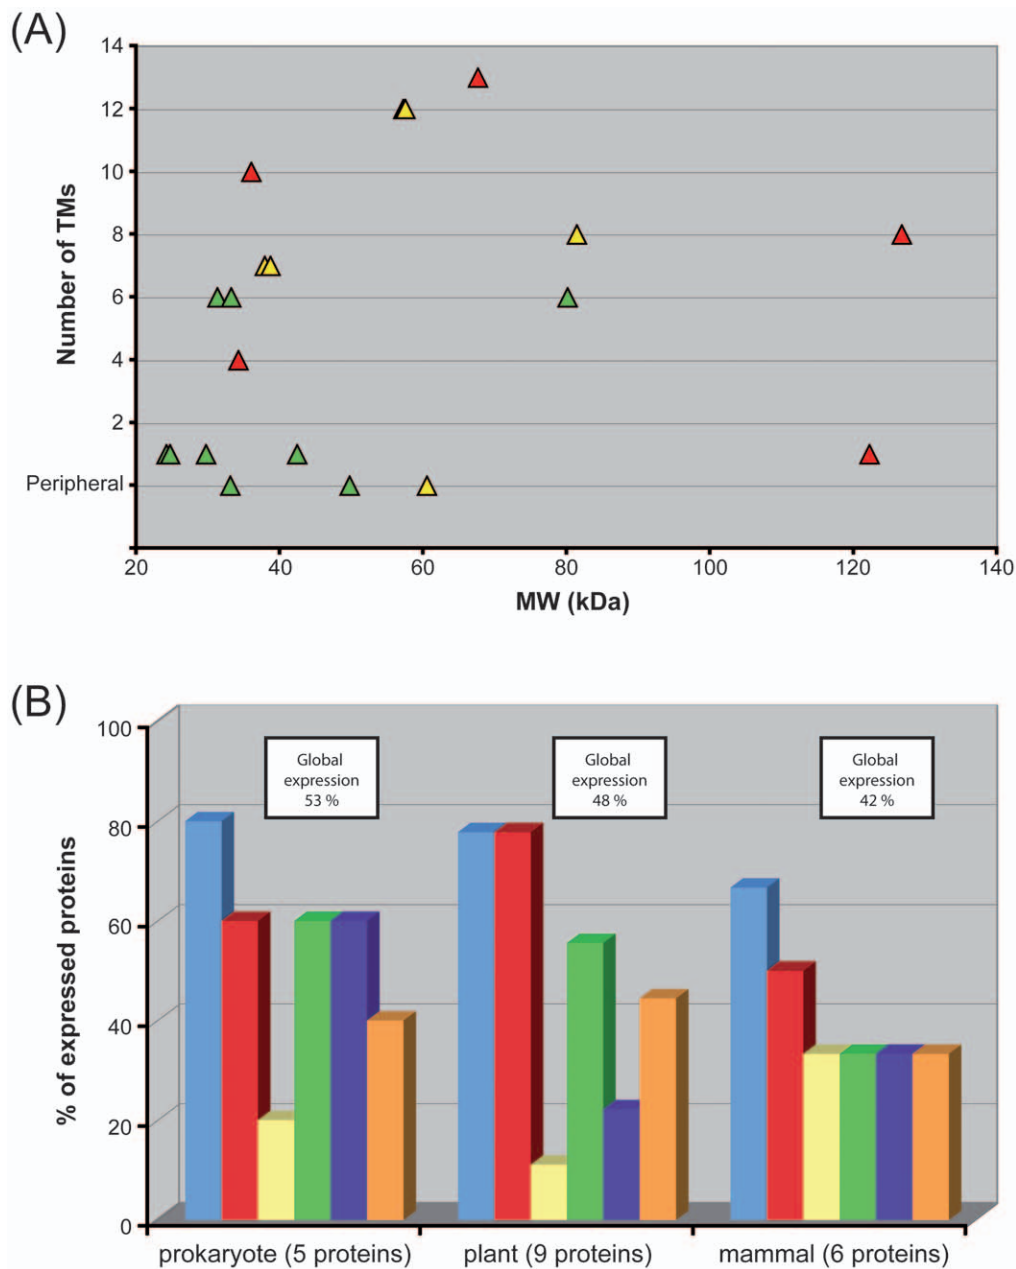 (A)
14
12
10
8
6
4
2
Peripheral
Number of TMs
20 40 60 80 100 120 140
MW (kDa)
(B)
100
80
60
40
20
0
% of expressed proteins
Global
expression
53 %
Global
expression
48 %
Global
expression
42 %
prokaryote (5 proteins) plant (9 proteins) mammal (6 proteins)